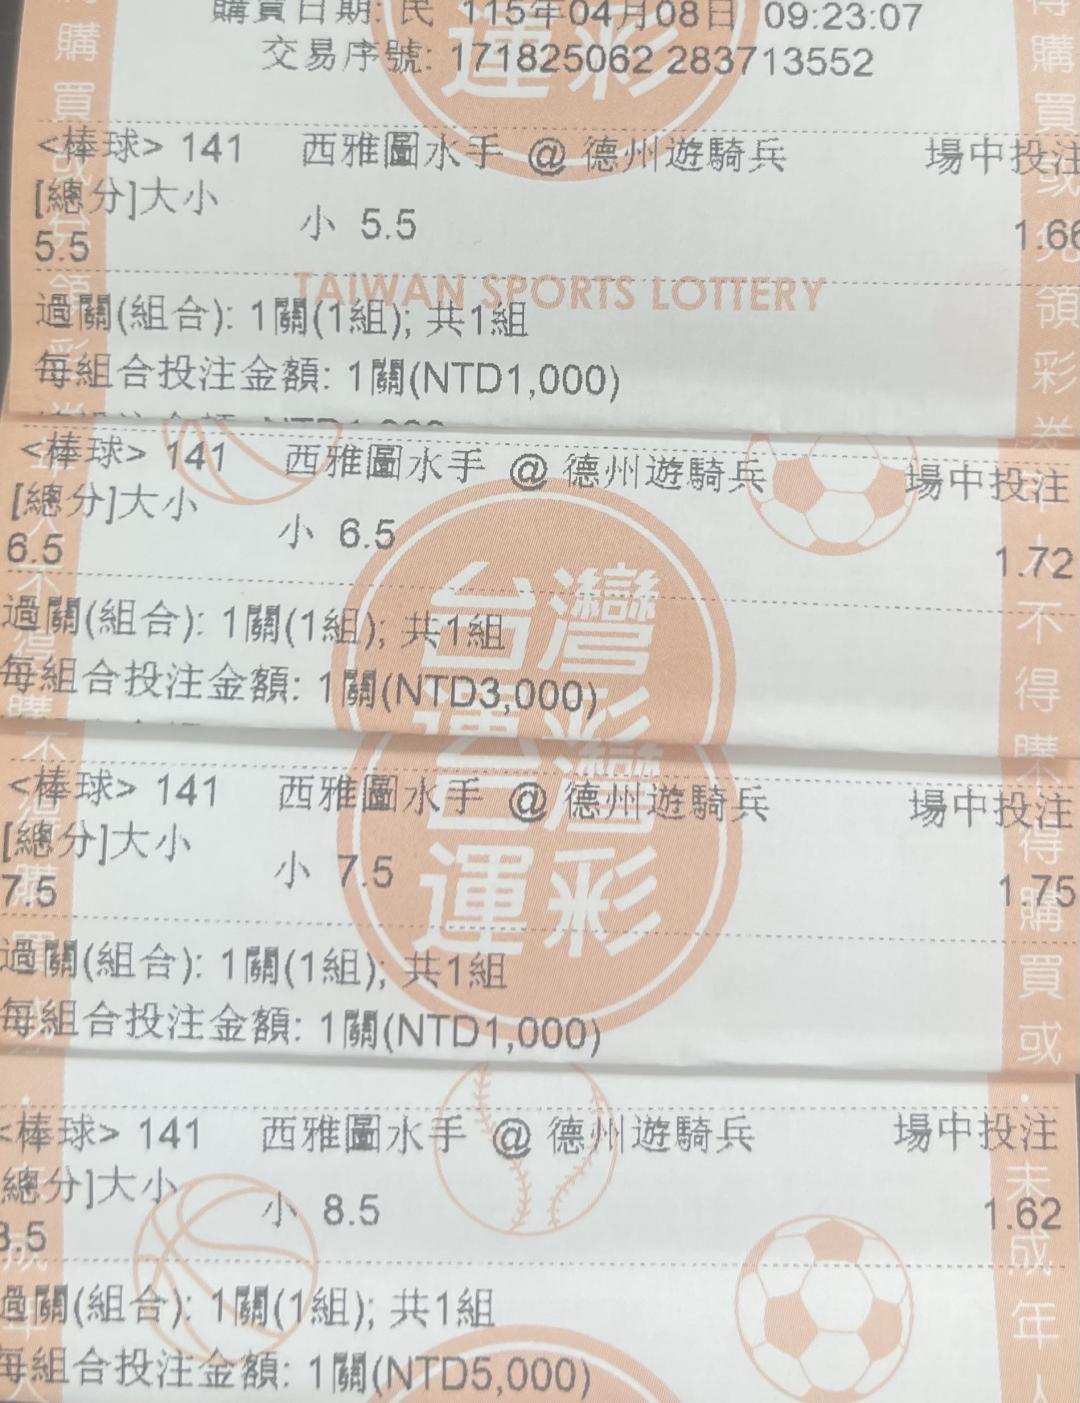 購買日期: 民 115年04月08日 09:23:07
交易序號: 171825062 283713552
<棒球> 141 西雅圖水手 @ 德州遊騎兵 場中投注
[總分]大小
小 5.5 1.66
5.5
TAIWAN SPORTS LOTTERY
過關(組合): 1關(1組); 共1組
每組合投注金額: 1關(NTD1,000)
<棒球> 141 西雅圖水手 @ 德州遊騎兵 場中投注
[總分]大小
小 6.5 1.72
6.5
過關(組合): 1關(1組); 共1組
每組合投注金額: 1關(NTD3,000)
<棒球> 141 西雅圖水手 @ 德州遊騎兵 場中投注
[總分]大小
小 7.5 1.75
7.5
過關(組合): 1關(1組); 共1組
每組合投注金額: 1關(NTD1,000)
<棒球> 141 西雅圖水手 @ 德州遊騎兵 場中投注
總分]大小
小 8.5 1.62
8.5
過關(組合): 1關(1組); 共1組
每組合投注金額: 1關(NTD5,000)
台灣
運彩